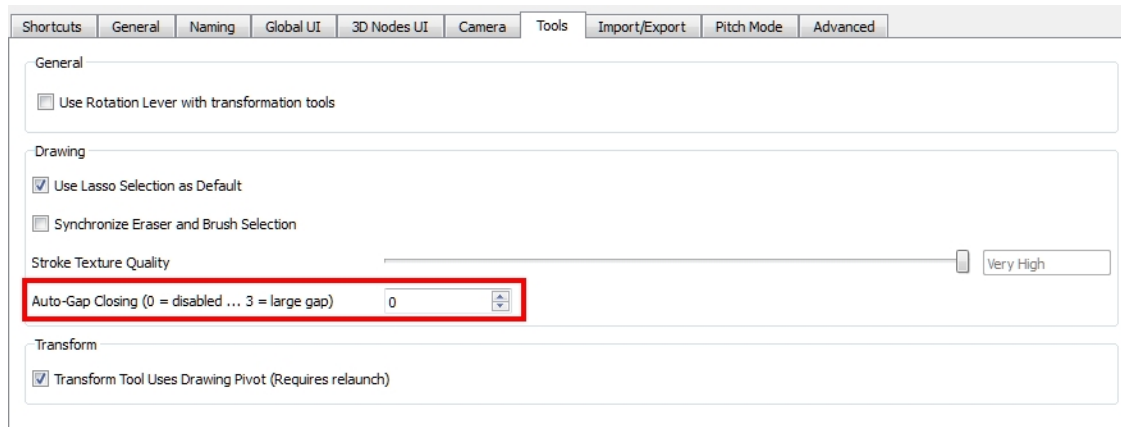 Shortcuts General Naming Global UI 3D Nodes UI Camera Tools Import/Export Pitch Mode Advanced
General
Use Rotation Lever with transformation tools
Drawing
Use Lasso Selection as Default
Synchronize Eraser and Brush Selection
Stroke Texture Quality Very High
Auto-Gap Closing (0 = disabled ... 3 = large gap) 0
Transform
Transform Tool Uses Drawing Pivot (Requires relaunch)